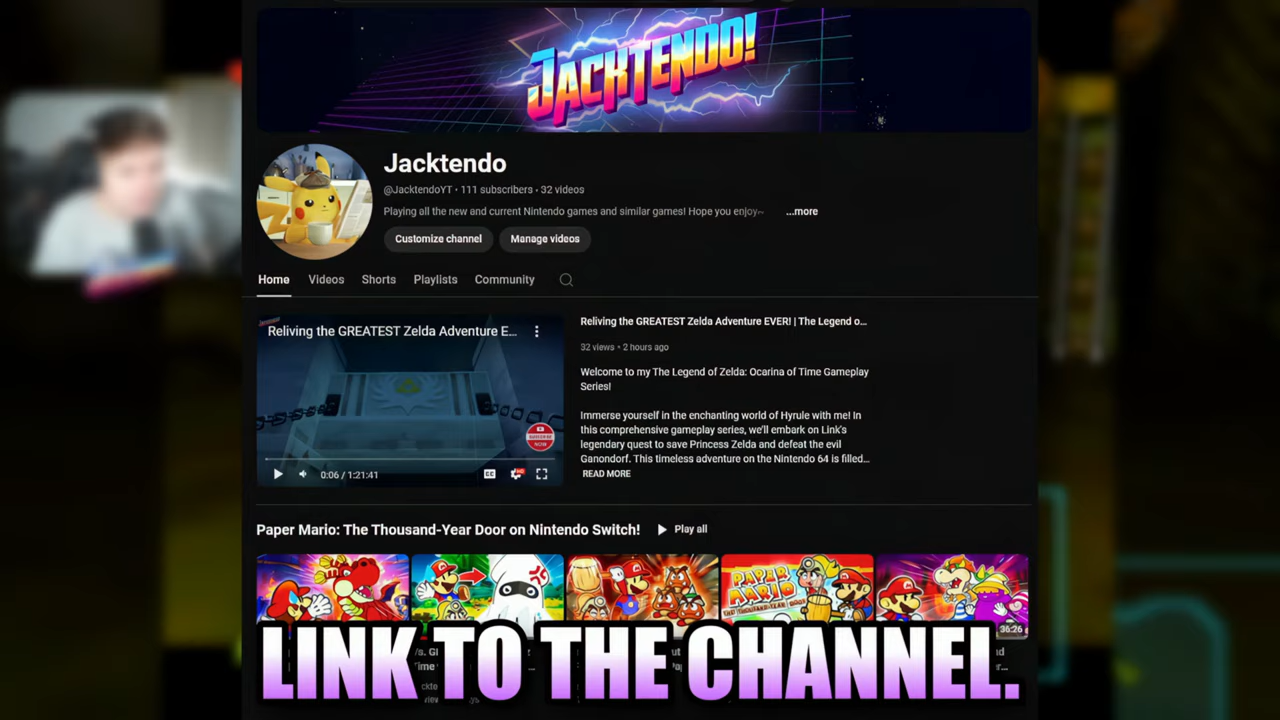 JACKTENDO!
Jacktendo
@JacktendoYT · 111 subscribers · 32 videos
Playing all the new and current Nintendo games and similar games! Hope you enjoy~ ...more
Customize channel
Manage videos
Home
Videos
Shorts
Playlists
Community
Reliving the GREATEST Zelda Adventure E...
SUBSCRIBE NOW
0:06 / 1:21:41
CC
HD
Reliving the GREATEST Zelda Adventure EVER! | The Legend o...
32 views • 2 hours ago
Welcome to my The Legend of Zelda: Ocarina of Time Gameplay
Series!
Immerse yourself in the enchanting world of Hyrule with me! In
this comprehensive gameplay series, we'll embark on Link's
legendary quest to save Princess Zelda and defeat the evil
Ganondorf. This timeless adventure on the Nintendo 64 is filled...
READ MORE
Paper Mario: The Thousand-Year Door on Nintendo Switch!
Play all
PAPER
MARIO
36:26
LINK TO THE CHANNEL.